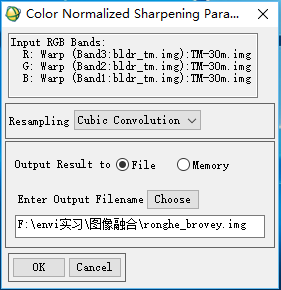 Color Normalized Sharpening Para...
Input RGB Bands:
R: Warp (Band3:bldr_tm.img):TM-30m.img
G: Warp (Band2:bldr_tm.img):TM-30m.img
B: Warp (Band1:bldr_tm.img):TM-30m.img
Resampling Cubic Convolution
Output Result to File Memory
Enter Output Filename Choose
F:\envi实习\图像融合\ronghe_brovey.img
OK Cancel